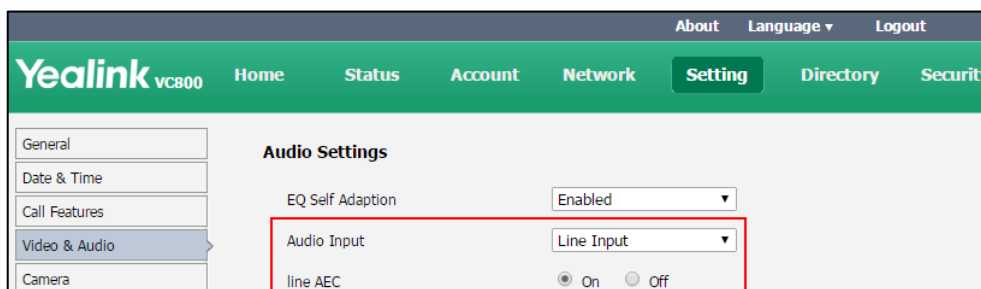 About Language ▾ Logout
Yealink VC800 Home Status Account Network Setting Directory Securit
General
Audio Settings
Date & Time
EQ Self Adaption Enabled
Call Features
Video & Audio
Audio Input Line Input
Camera
line AEC On Off